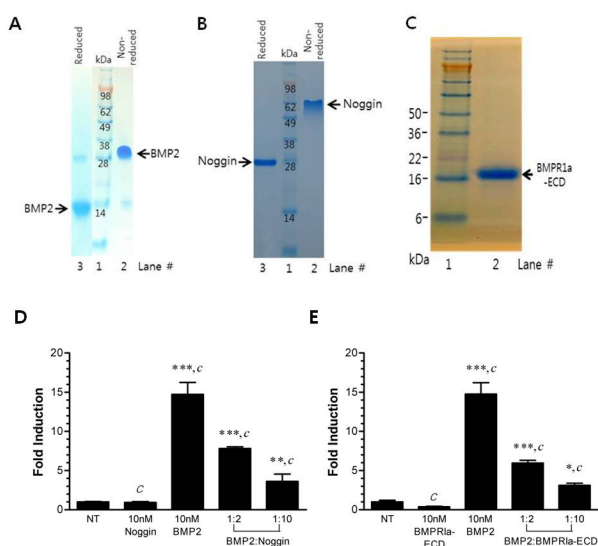 A
Reduced
kDa
Non-reduced
98
62
49
38
28
14
BMP2
BMP2
3 1 2 Lane #
B
Reduced
kDa
Non-reduced
98
62
49
38
28
14
Noggin
Noggin
3 1 2 Lane #
C
50
36
22
16
6
BMPR1a
-ECD
kDa 1 2 Lane #
D
Fold Induction
20
15
10
5
0
c
***,c
***,c
**,c
NT 10nM 10nM 1:2 1:10
Noggin BMP2 BMP2:Noggin
E
Fold Induction
20
15
10
5
0
c
***,c
***,c
*,c
NT 10nM 10nM 1:2 1:10
BMPRIa- BMP2 BMP2:BMPRIa-ECD
ECD